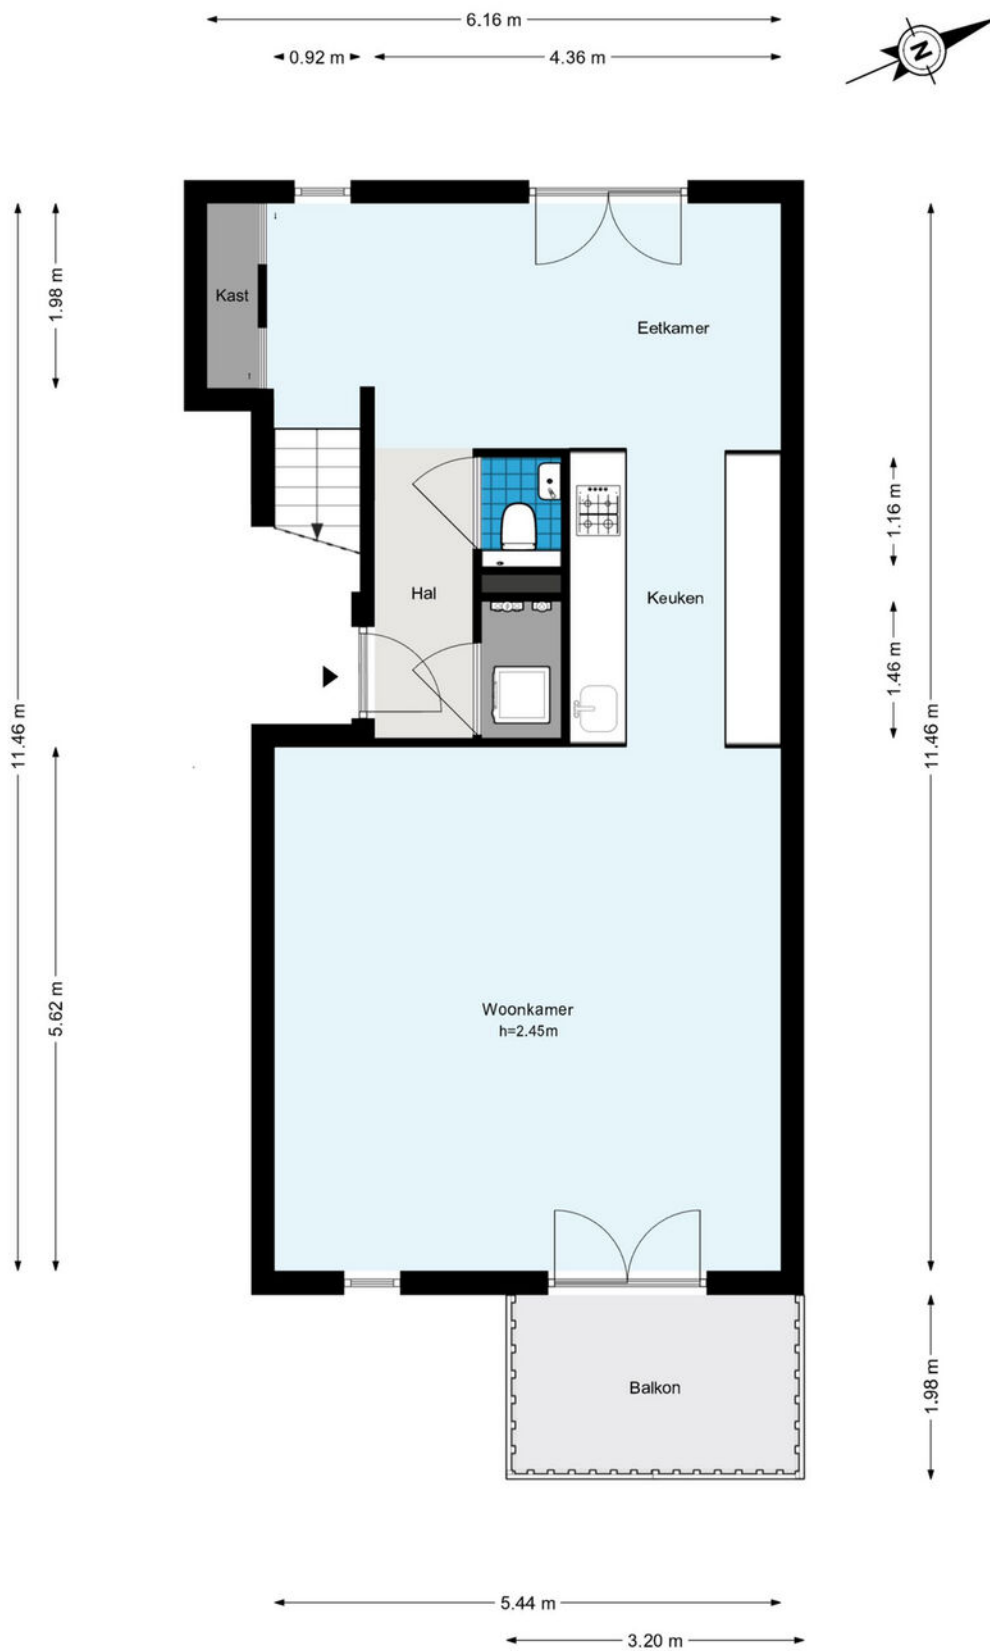 6.16 m
0.92 m
4.36 m
N
1.98 m
Kast
Eetkamer
1.16 m
Hal
Keuken
1.46 m
11.46 m
11.46 m
5.62 m
Woonkamer
h=2.45m
Balkon
1.98 m
5.44 m
3.20 m